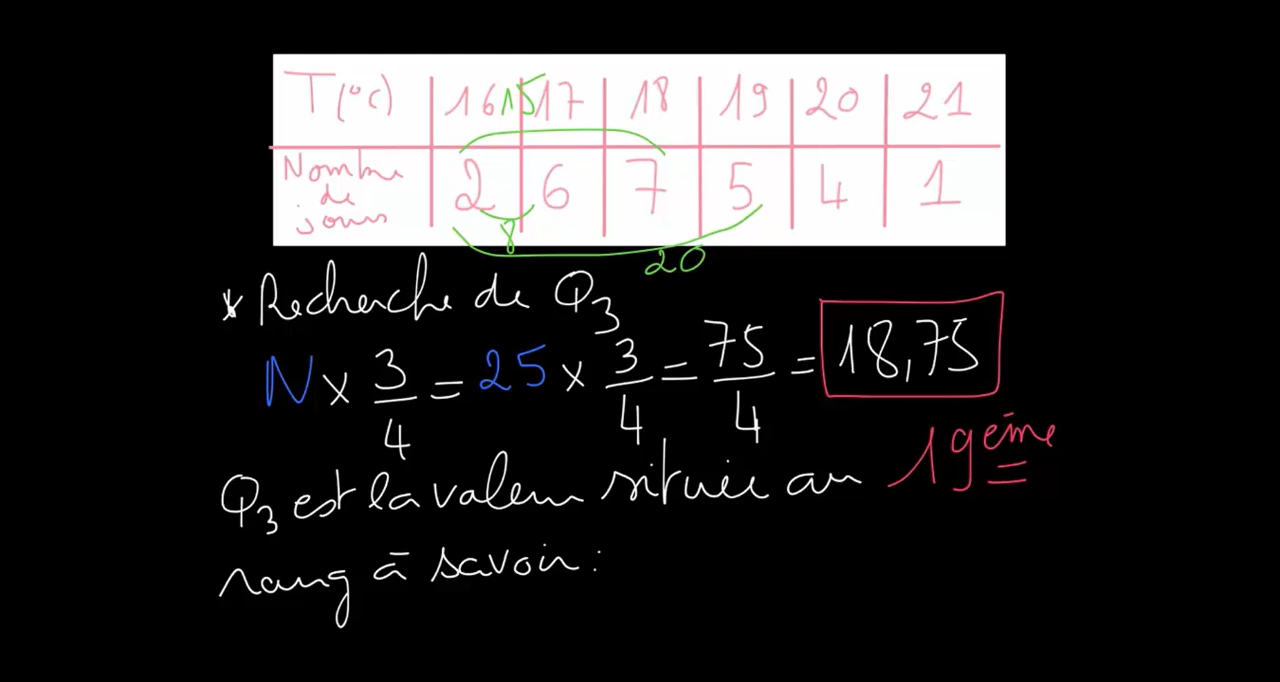 T(°C) 16 15 17 18 19 20 21
Nombre 2 6 7 5 4 1
de
jours
8
20
* Recherche de Q3
N × 3/4 = 25 × 3/4 = 75/4 = 18,75
19ème
Q3 est la valeur située au
rang à savoir :